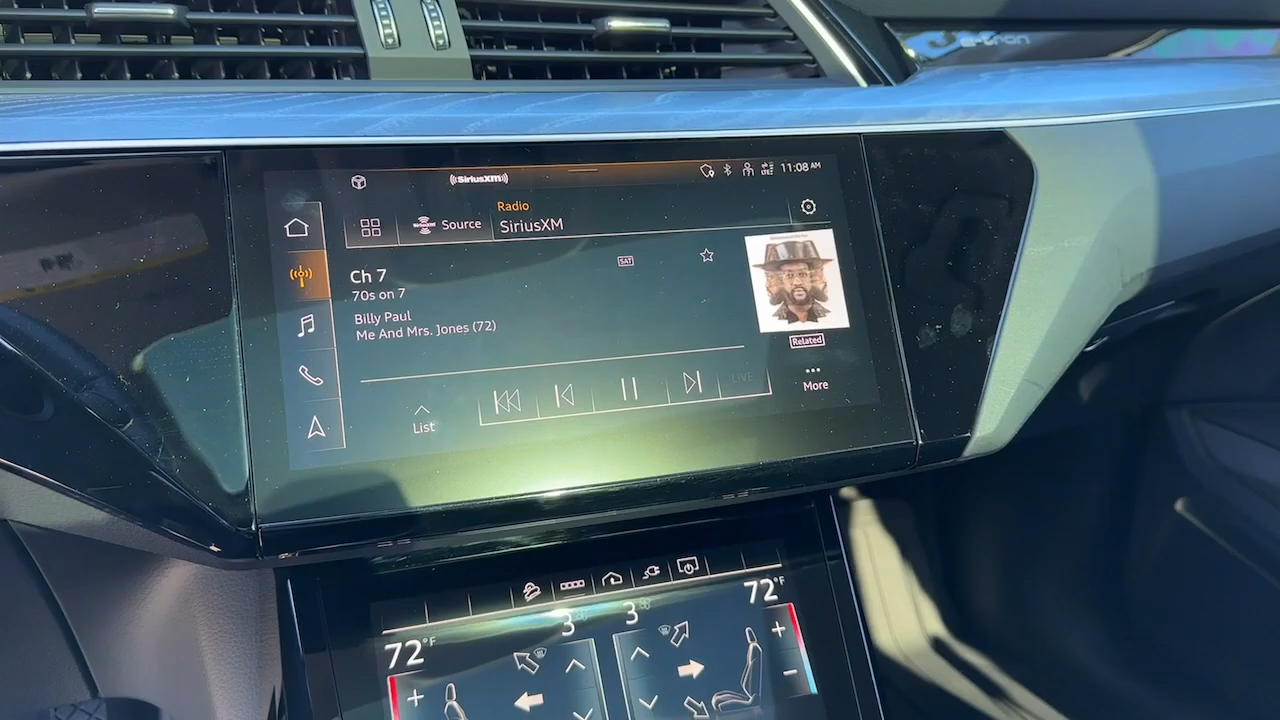 e-tron
((SiriusXM))
11:08 AM
Radio
Source
SiriusXM
SAT
Ch 7
70s on 7
Billy Paul
Me And Mrs. Jones (72)
Related
LIVE
More
List
72°F
3
3
72°F